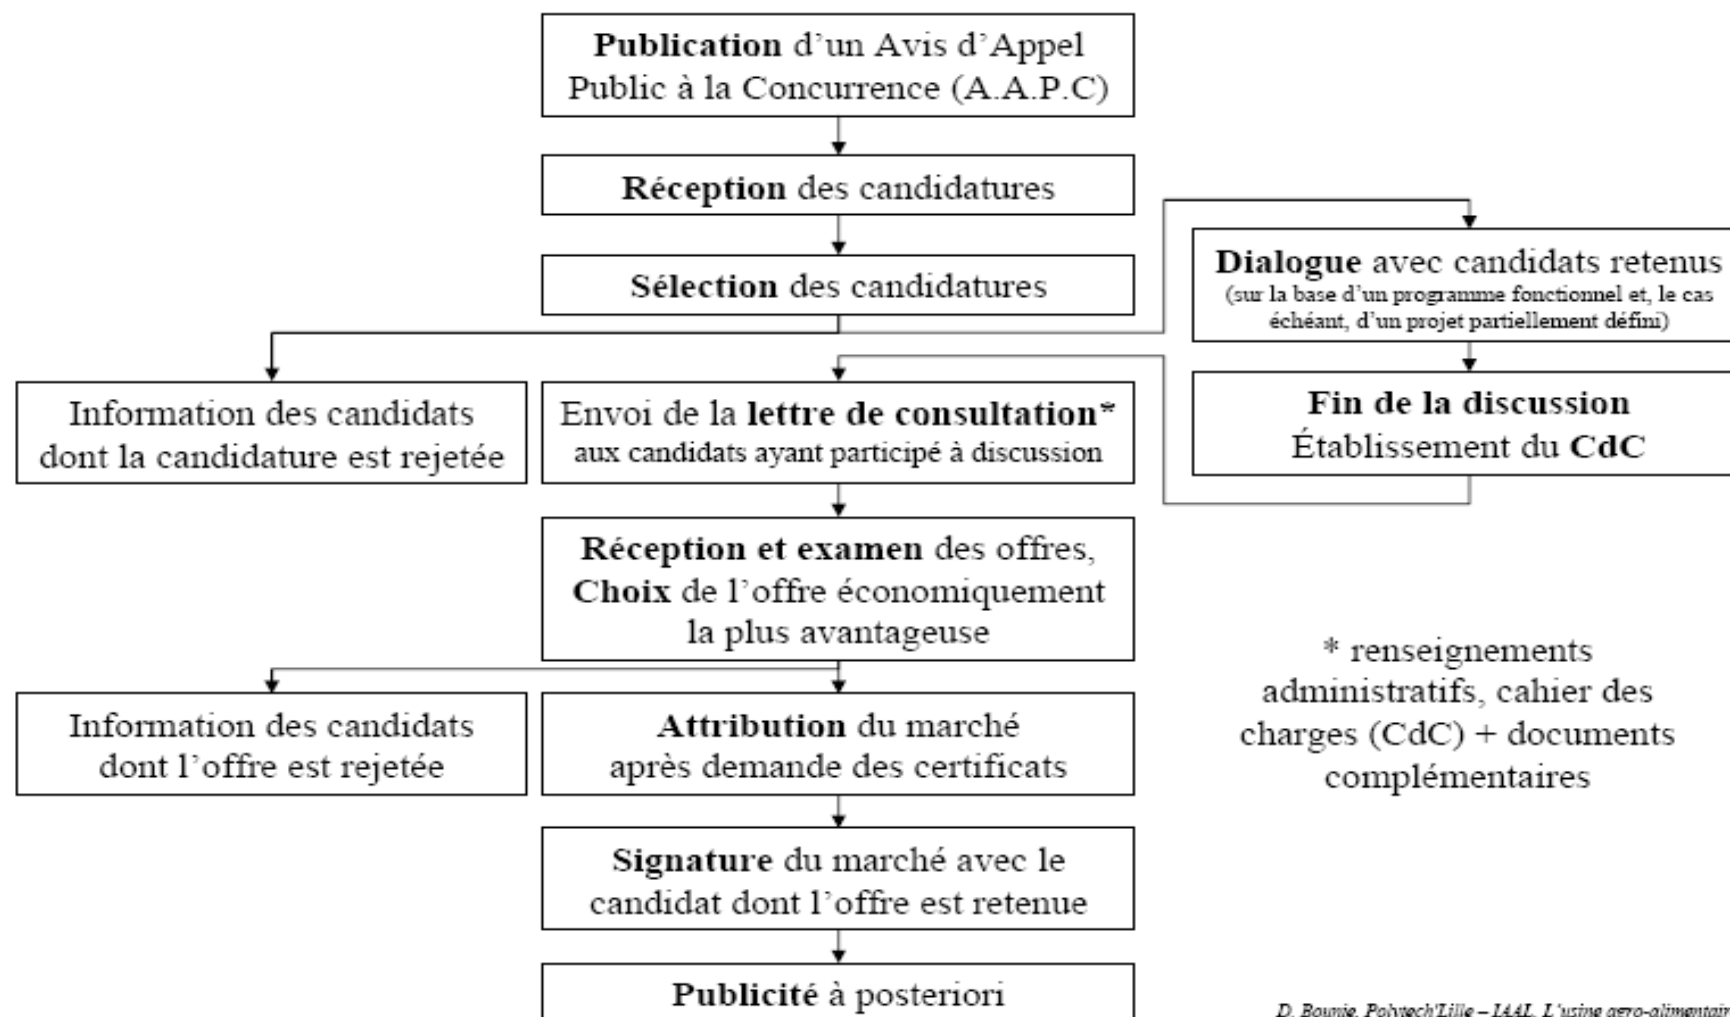 Publication d’un Avis d’Appel
Public à la Concurrence (A.A.P.C)
Réception des candidatures
Sélection des candidatures
Dialogue avec candidats retenus
(sur la base d’un programme fonctionnel et, le cas
échéant, d’un projet partiellement défini)
Fin de la discussion
Établissement du CdC
Information des candidats
dont la candidature est rejetée
Envoi de la lettre de consultation*
aux candidats ayant participé à discussion
Réception et examen des offres,
Choix de l’offre économiquement
la plus avantageuse
* renseignements
administratifs, cahier des
charges (CdC) + documents
complémentaires
Information des candidats
dont l’offre est rejetée
Attribution du marché
après demande des certificats
Signature du marché avec le
candidat dont l’offre est retenue
Publicité à posteriori
D. Bounie, Polytech'Lille – IAAL, L’usine agro-alimentair